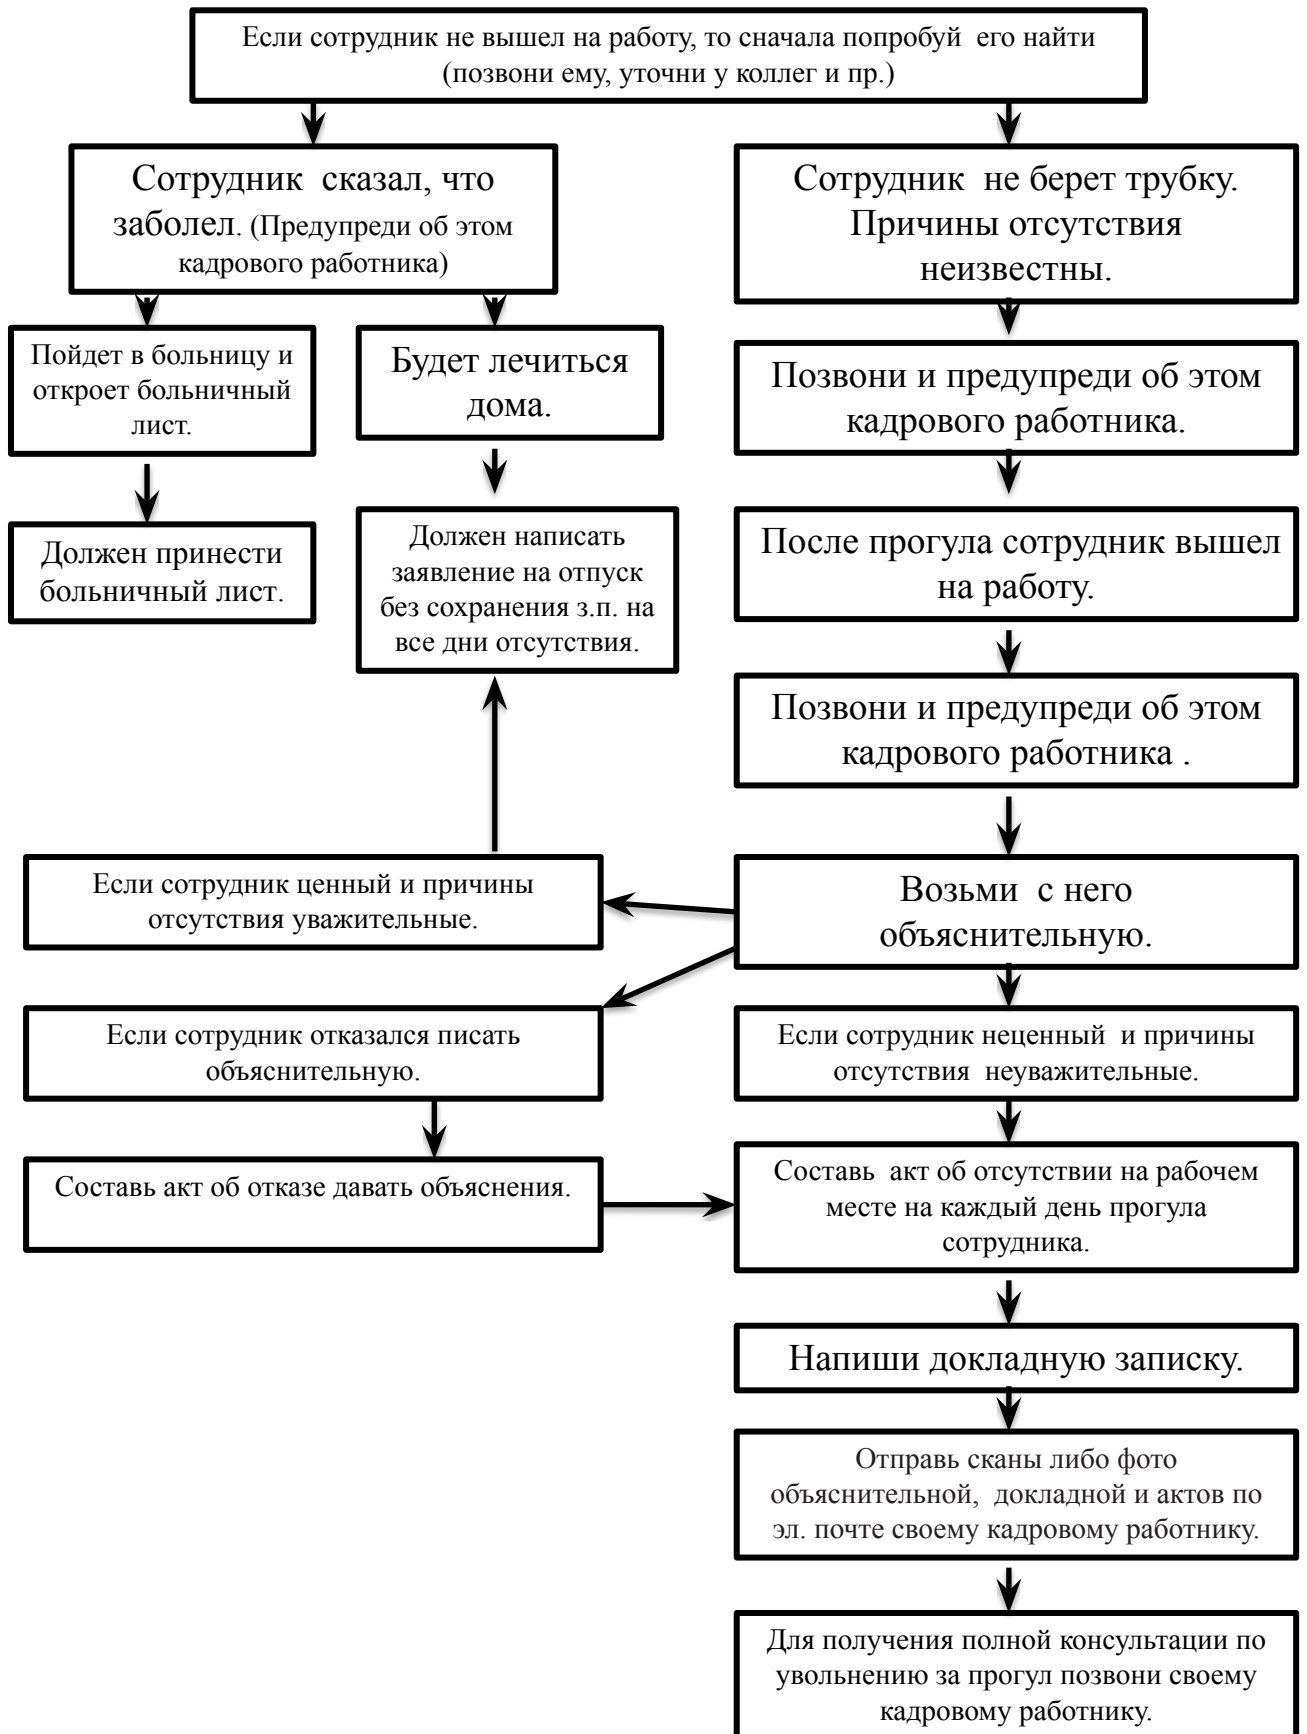 Если сотрудник не вышел на работу, то сначала попробуй его найти
(позвони ему, уточни у коллег и пр.)
Сотрудник сказал, что
заболел. (Предупреди об этом
кадрового работника)
Сотрудник не берет трубку.
Причины отсутствия
неизвестны.
Пойдет в больницу и
откроет больничный
лист.
Будет лечиться
дома.
Позвони и предупреди об этом
кадрового работника.
Должен принести
больничный лист.
Должен написать
заявление на отпуск
без сохранения з.п. на
все дни отсутствия.
После прогула сотрудник вышел
на работу.
Позвони и предупреди об этом
кадрового работника .
Если сотрудник ценный и причины
отсутствия уважительные.
Возьми с него
объяснительную.
Если сотрудник отказался писать
объяснительную.
Если сотрудник неценный и причины
отсутствия неуважительные.
Составь акт об отказе давать объяснения.
Составь акт об отсутствии на рабочем
месте на каждый день прогула
сотрудника.
Напиши докладную записку.
Отправь сканы либо фото
объяснительной, докладной и актов по
эл. почте своему кадровому работнику.
Для получения полной консультации по
увольнению за прогул позвони своему
кадровому работнику.